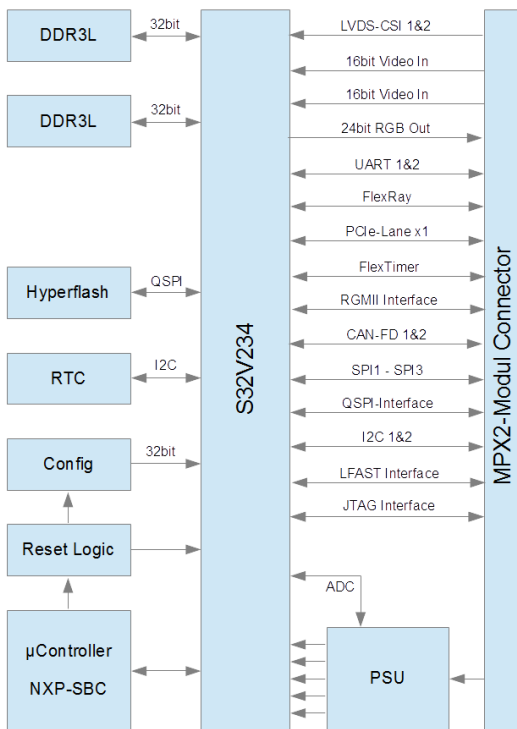 DDR3L
32bit
DDR3L
32bit
Hyperflash
QSPI
RTC
I2C
Config
32bit
Reset Logic
µController
NXP-SBC
S32V234
LVDS-CSI 1&2
16bit Video In
16bit Video In
24bit RGB Out
UART 1&2
FlexRay
PCIe-Lane x1
FlexTimer
RGMII Interface
CAN-FD 1&2
SPI1 - SPI3
QSPI-Interface
I2C 1&2
LFAST Interface
JTAG Interface
ADC
PSU
MPX2-Modul Connector